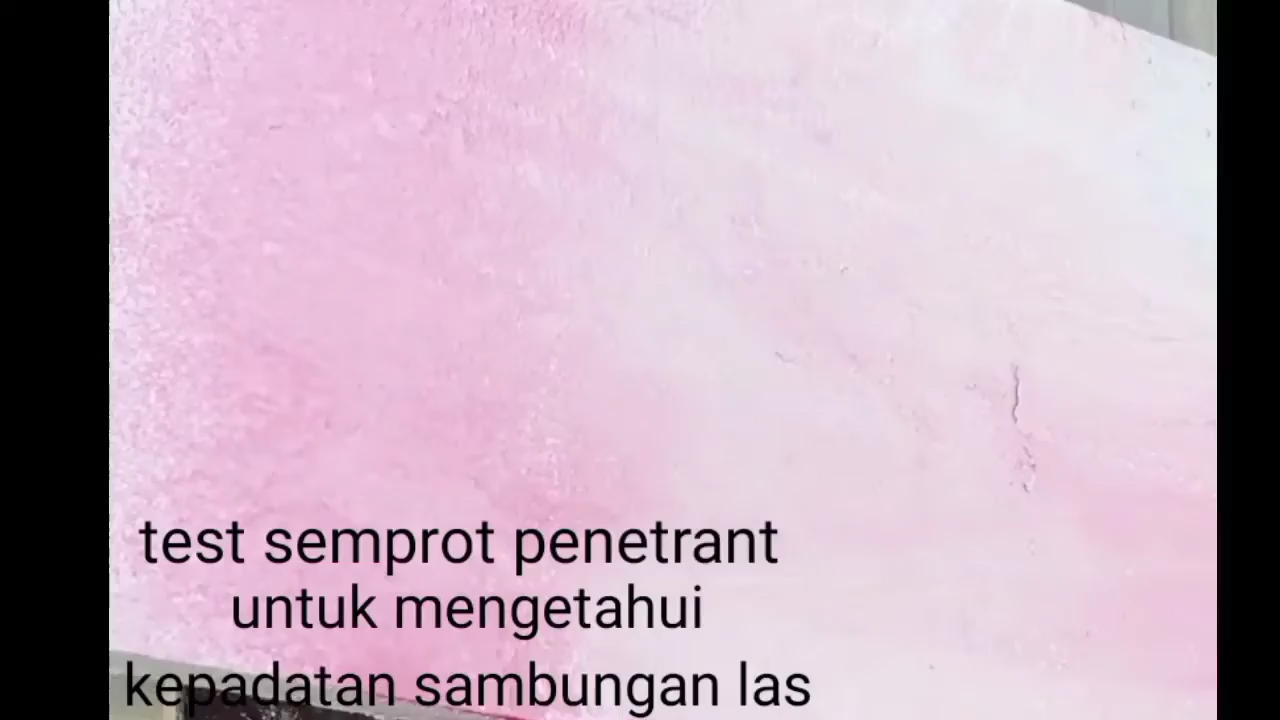 test semprot penetrant
untuk mengetahui
kepadatan sambungan las